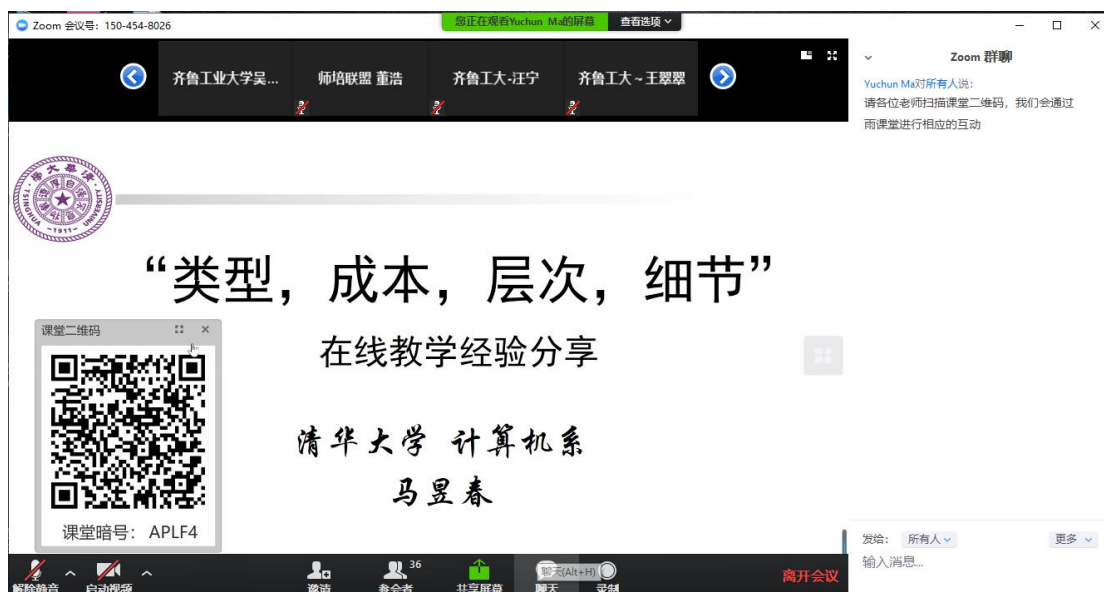 Zoom 会议号: 150-454-8026
您正在观看Yuchun Ma的屏幕
查看选项
齐鲁工业大学吴...
师培联盟 董浩
齐鲁工大-汪宁
齐鲁工大~王翠翠
Zoom 群聊
Yuchun Ma对所有人说:
请各位老师扫描课堂二维码，我们会通过
雨课堂进行相应的互动
TSINGHUA UNIVERSITY
-1911-
“类型，成本，层次，细节”
在线教学经验分享
清华大学 计算机系
马昱春
课堂二维码
课堂暗号： APLF4
发给: 所有人
更多
输入消息...
解除静音
启动视频
邀请
参会者
36
共享屏幕
聊天
聊天(Alt+H)
录制
离开会议